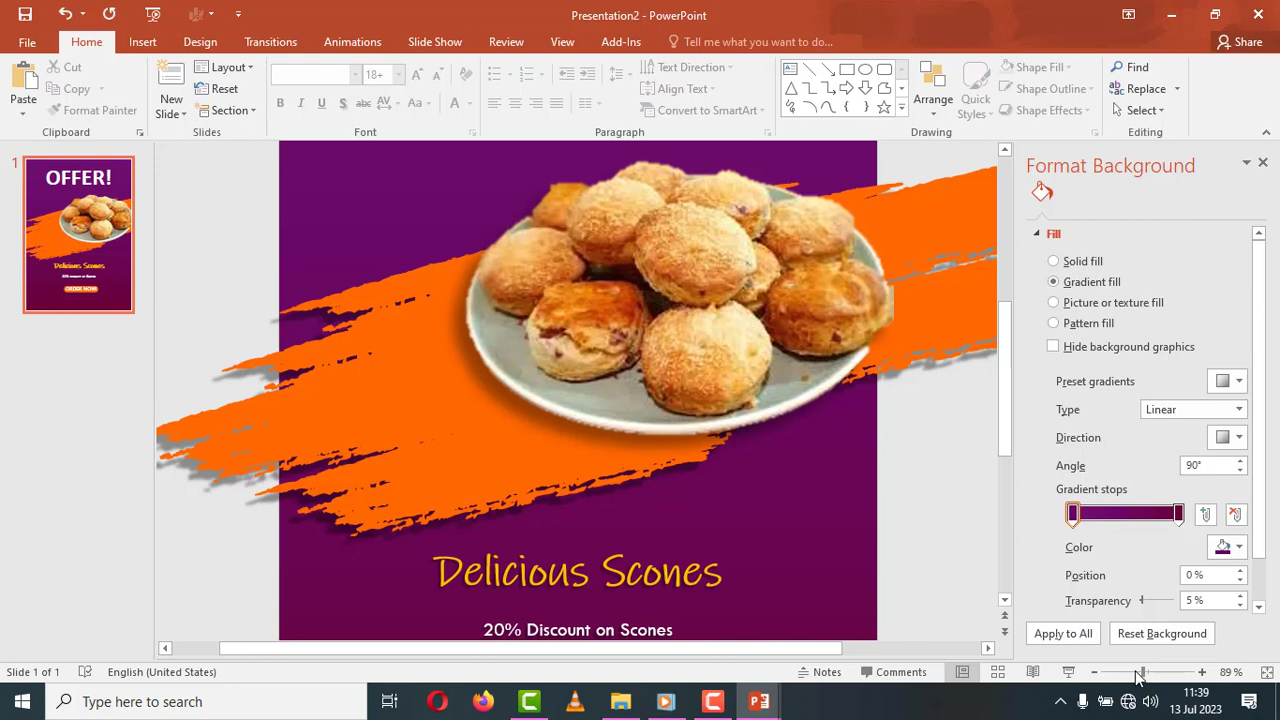 Presentation2 - PowerPoint
File Home Insert Design Transitions Animations Slide Show Review View Add-Ins Tell me what you want to do... Share
Paste
Cut
Copy
Format Painter
Clipboard
New Slide
Layout
Reset
Section
Slides
18+
Font
Text Direction
Align Text
Convert to SmartArt
Paragraph
Arrange
Quick Styles
Shape Fill
Shape Outline
Shape Effects
Drawing
Find
Replace
Select
Editing
1
OFFER!
Delicious Scones
20% Discount on Scones
ORDER NOW!
Delicious Scones
20% Discount on Scones
Format Background
Fill
Solid fill
Gradient fill
Picture or texture fill
Pattern fill
Hide background graphics
Preset gradients
Type Linear
Direction
Angle 90°
Gradient stops
Color
Position 0 %
Transparency 5 %
Apply to All Reset Background
Slide 1 of 1 English (United States) Notes Comments 89 %
Type here to search
11:39
13 Jul 2023